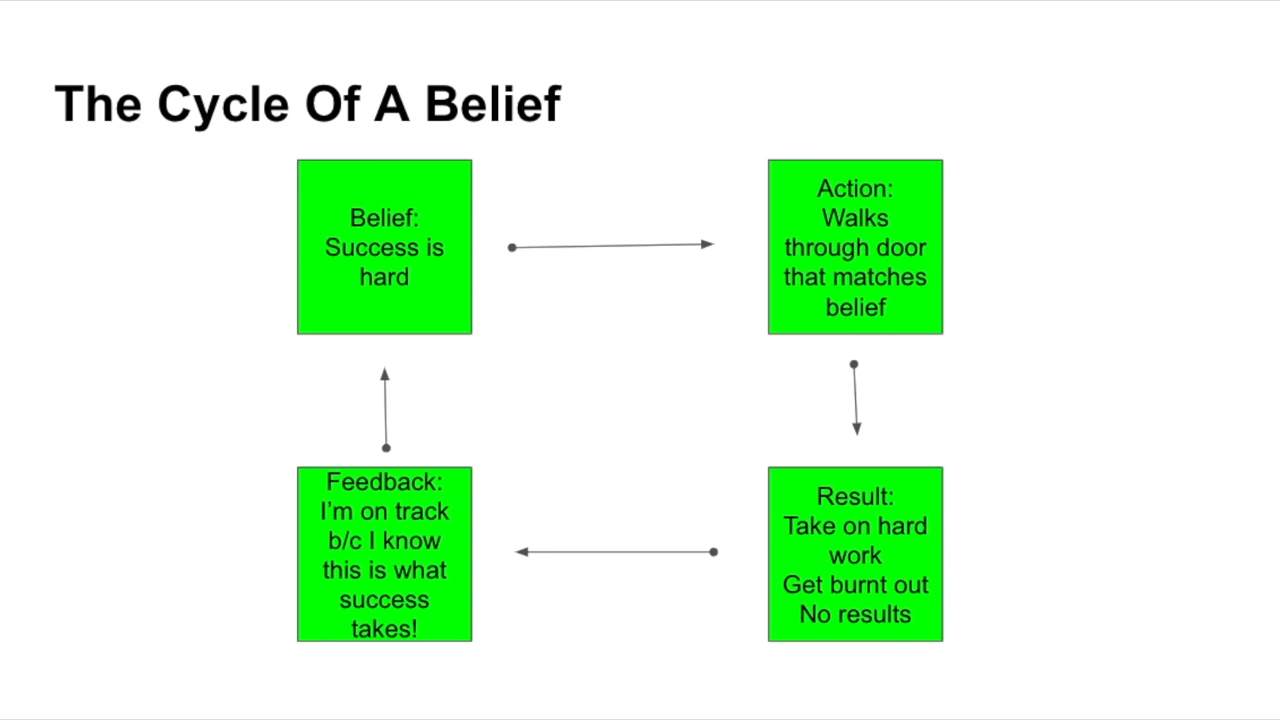 The Cycle Of A Belief
Belief:
Success is
hard
Action:
Walks
through door
that matches
belief
Result:
Take on hard
work
Get burnt out
No results
Feedback:
I'm on track
b/c I know
this is what
success
takes!